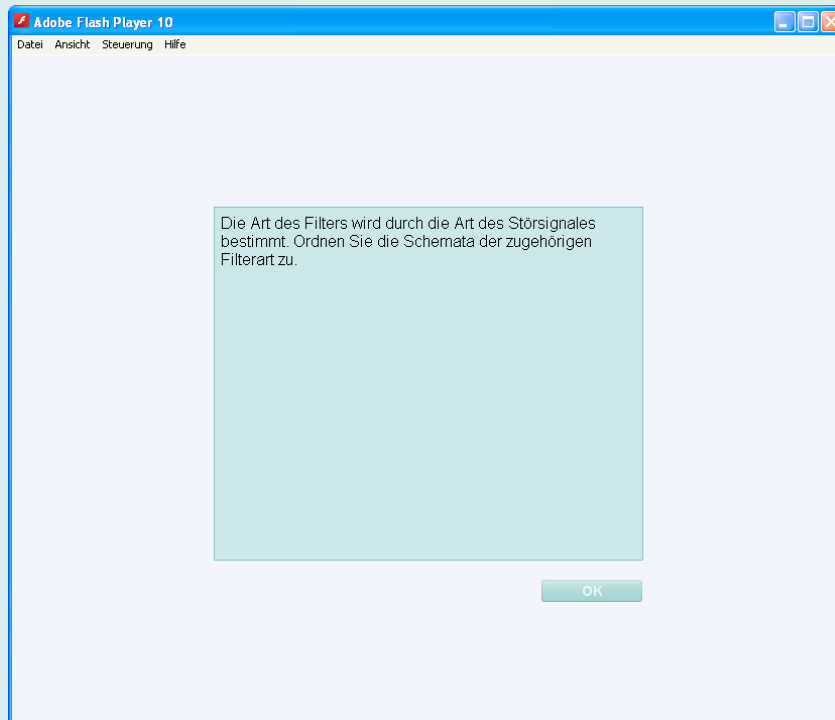 Adobe Flash Player 10
Datei Ansicht Steuerung Hilfe
Die Art des Filters wird durch die Art des Störsignales
bestimmt. Ordnen Sie die Schemata der zugehörigen
Filterart zu.
OK